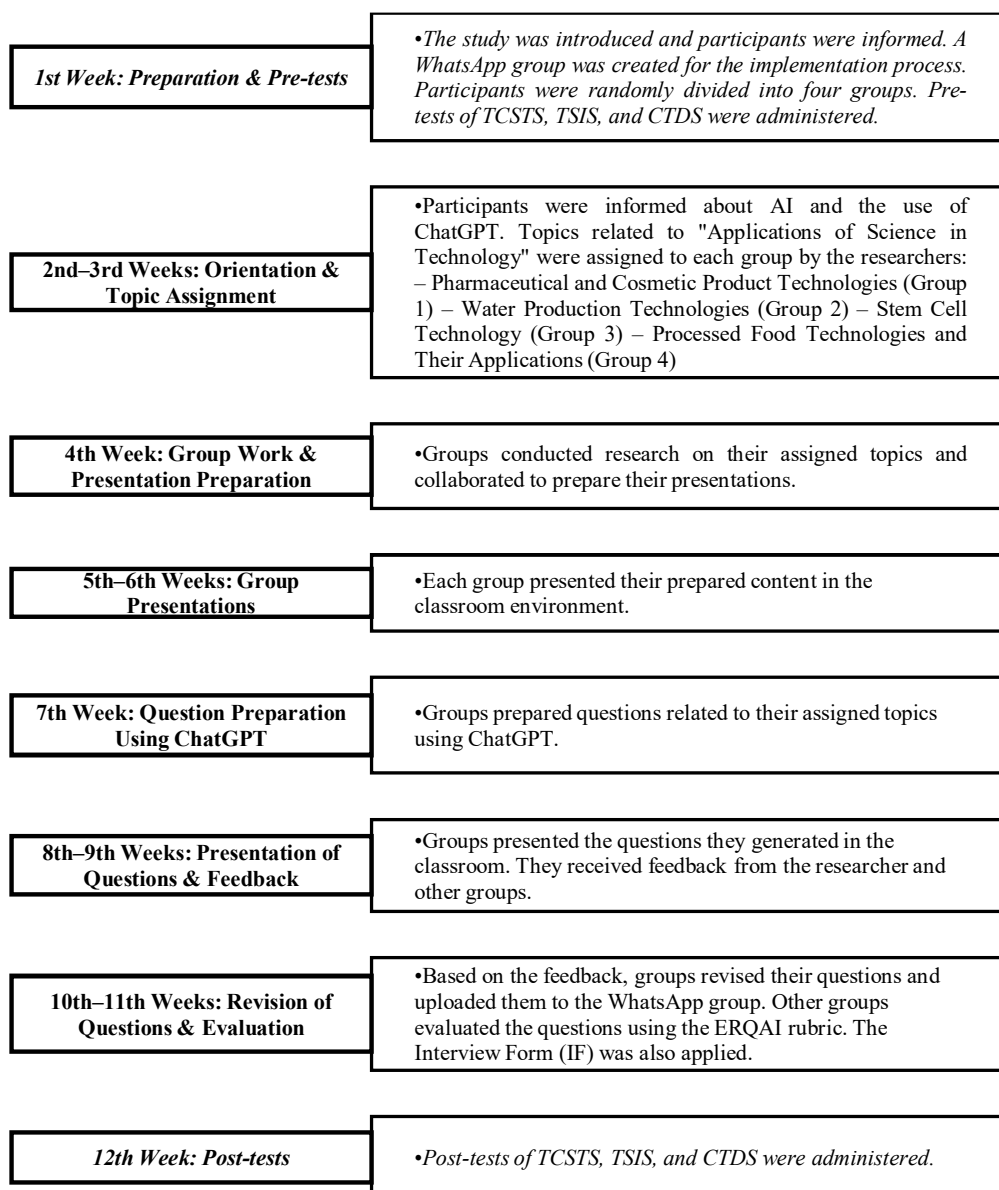 1st Week: Preparation & Pre-tests
•The study was introduced and participants were informed. A
WhatsApp group was created for the implementation process.
Participants were randomly divided into four groups. Pre-
tests of TCSTS, TSIS, and CTDS were administered.
2nd–3rd Weeks: Orientation &
Topic Assignment
•Participants were informed about AI and the use of
ChatGPT. Topics related to "Applications of Science in
Technology" were assigned to each group by the researchers:
– Pharmaceutical and Cosmetic Product Technologies (Group
1) – Water Production Technologies (Group 2) – Stem Cell
Technology (Group 3) – Processed Food Technologies and
Their Applications (Group 4)
4th Week: Group Work &
Presentation Preparation
•Groups conducted research on their assigned topics and
collaborated to prepare their presentations.
5th–6th Weeks: Group
Presentations
•Each group presented their prepared content in the
classroom environment.
7th Week: Question Preparation
Using ChatGPT
•Groups prepared questions related to their assigned topics
using ChatGPT.
8th–9th Weeks: Presentation of
Questions & Feedback
•Groups presented the questions they generated in the
classroom. They received feedback from the researcher and
other groups.
10th–11th Weeks: Revision of
Questions & Evaluation
•Based on the feedback, groups revised their questions and
uploaded them to the WhatsApp group. Other groups
evaluated the questions using the ERQAI rubric. The
Interview Form (IF) was also applied.
12th Week: Post-tests
•Post-tests of TCSTS, TSIS, and CTDS were administered.